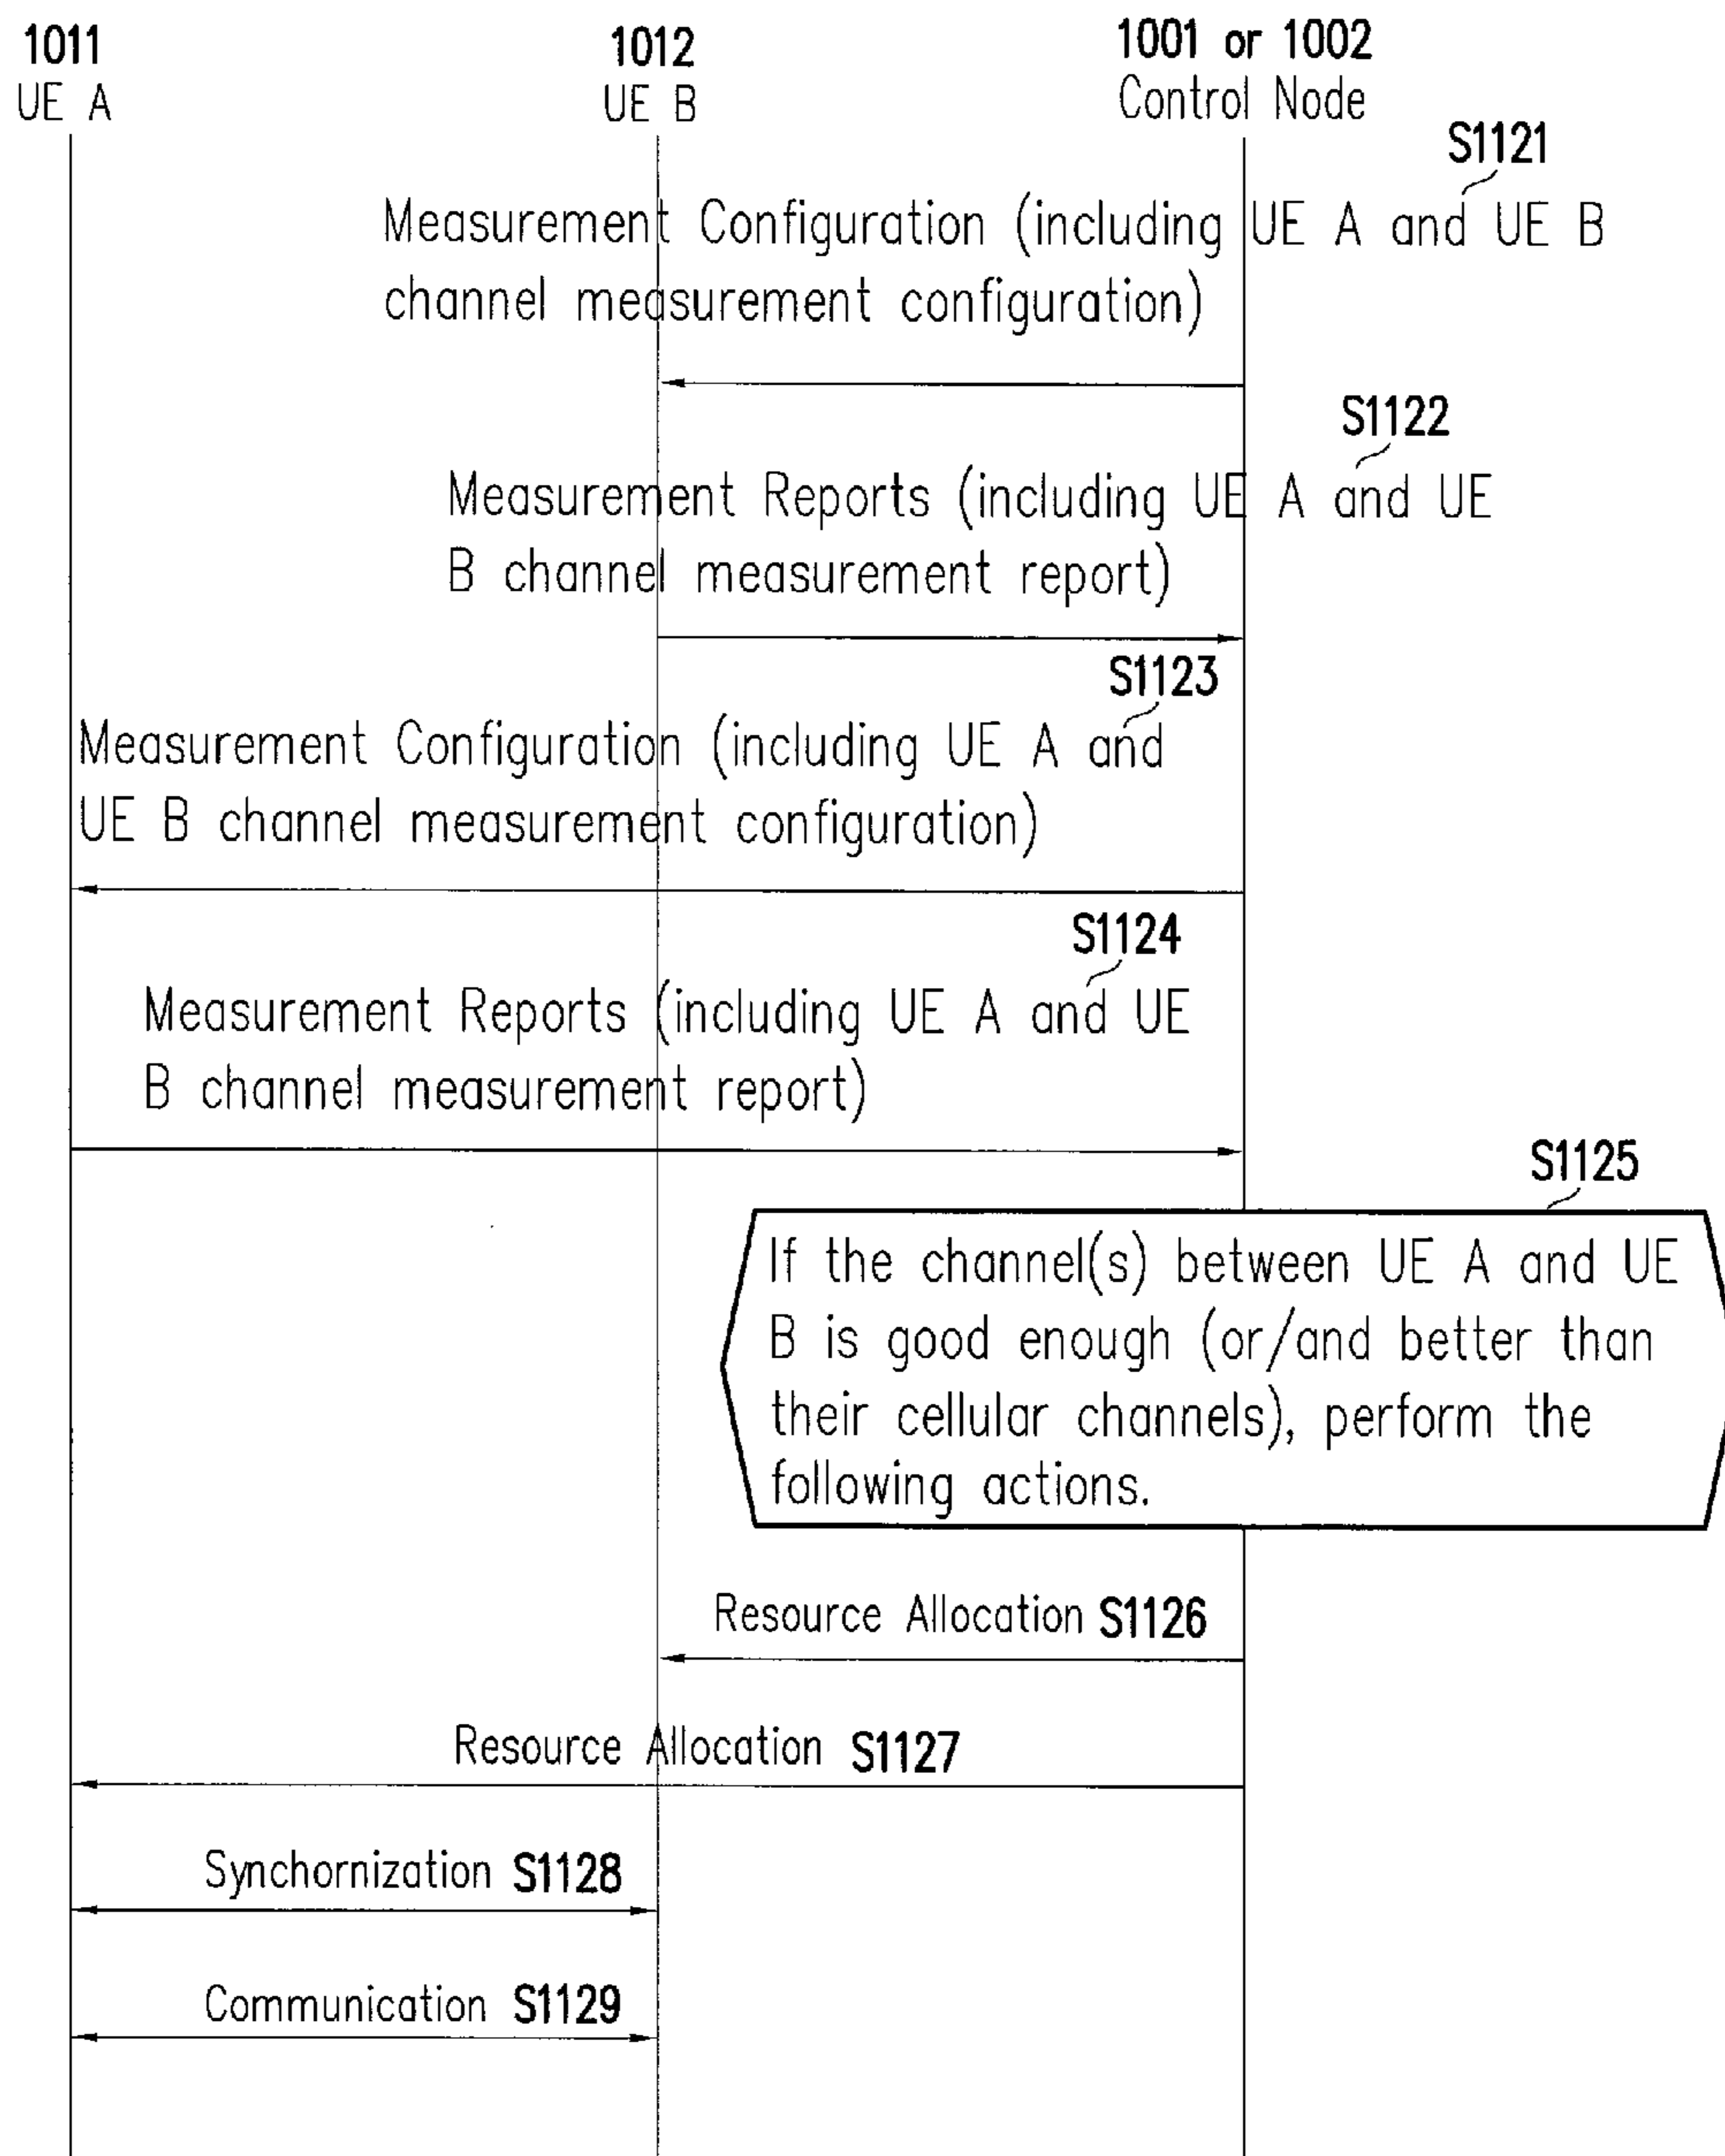 1011
UE A
1012
UE B
1001 or 1002
Control Node
S1121
Measurement Configuration (including UE A and UE B
channel measurement configuration)
S1122
Measurement Reports (including UE A and UE
B channel measurement report)
S1123
Measurement Configuration (including UE A and
UE B channel measurement configuration)
S1124
Measurement Reports (including UE A and UE
B channel measurement report)
S1125
If the channel(s) between UE A and UE
B is good enough (or/and better than
their cellular channels), perform the
following actions.
Resource Allocation S1126
Resource Allocation S1127
Synchornization S1128
Communication S1129